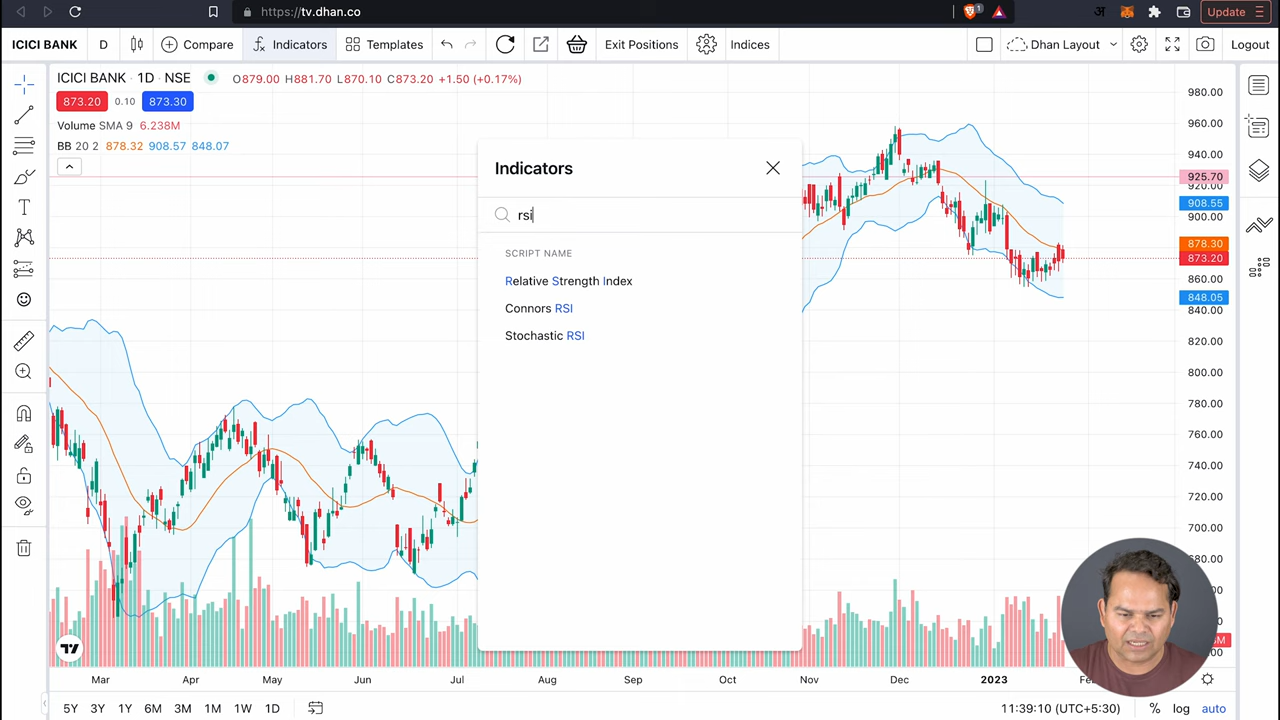 https://tv.dhan.co
अ
Update
ICICI BANK
D
Compare
Indicators
Templates
Exit Positions
Indices
Dhan Layout
Logout
ICICI BANK · 1D · NSE
O879.00 H881.70 L870.10 C873.20 +1.50 (+0.17%)
873.20 0.10 873.30
Volume SMA 9 6.238M
BB 20 2 878.32 908.57 848.07
Indicators
rsi
SCRIPT NAME
Relative Strength Index
Connors RSI
Stochastic RSI
980.00
960.00
940.00
925.70
920.00
908.55
900.00
878.30
873.20
860.00
848.05
840.00
820.00
800.00
780.00
760.00
740.00
720.00
700.00
680.00
Mar Apr May Jun Jul Aug Sep Oct Nov Dec 2023
5Y 3Y 1Y 6M 3M 1M 1W 1D
11:39:10 (UTC+5:30) % log auto